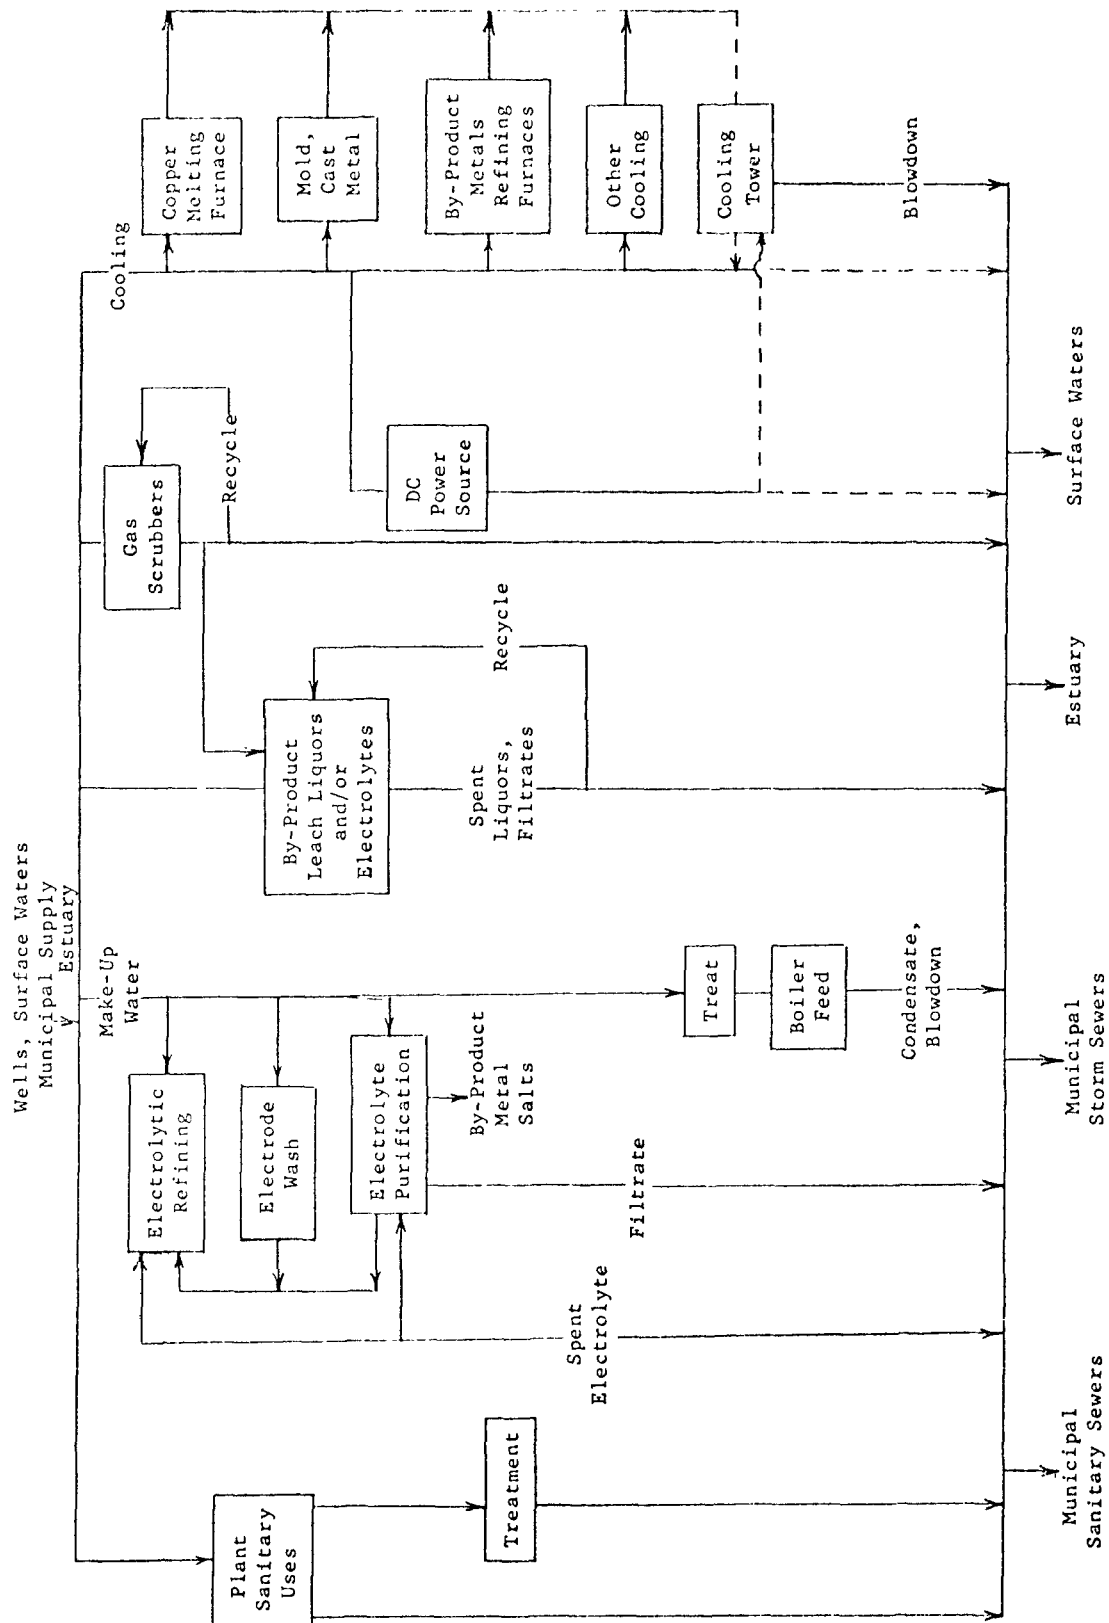 Wells, Surface Waters
Municipal Supply
Estuary
Make-Up
Water
Cooling
Plant
Sanitary
Uses
Treatment
Electrolytic
Refining
Electrode
Wash
Electrolyte
Purification
By-Product
Metal
Salts
Spent
Electrolyte
Filtrate
Treat
Boiler
Feed
Condensate,
Blowdown
By-Product
Leach Liquors
and/or
Electrolytes
Spent
Liquors,
Filtrates
Recycle
Gas
Scrubbers
Recycle
DC
Power
Source
Copper
Melting
Furnace
Mold,
Cast
Metal
By-Product
Metals
Refining
Furnaces
Other
Cooling
Cooling
Tower
Blowdown
Municipal
Sanitary Sewers
Municipal
Storm Sewers
Estuary
Surface Waters